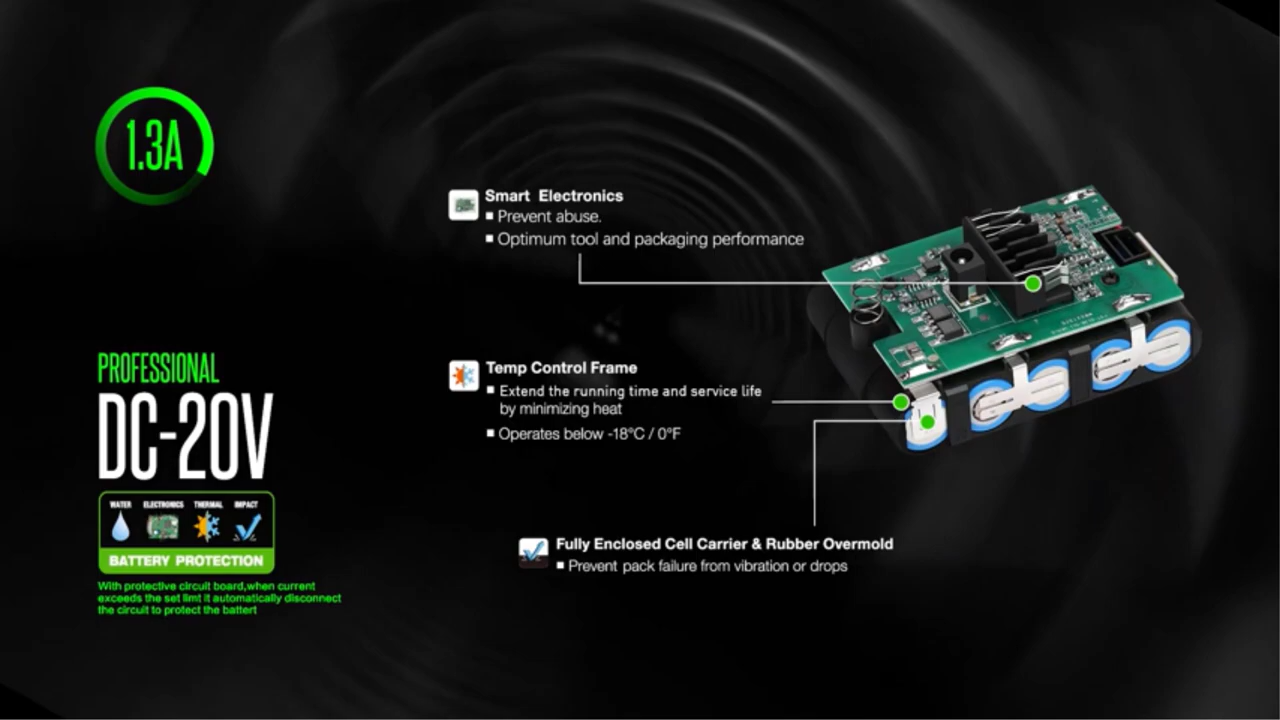 1.3A
Smart Electronics
▪ Prevent abuse.
▪ Optimum tool and packaging performance
Temp Control Frame
▪ Extend the running time and service life
by minimizing heat
▪ Operates below -18°C / 0°F
PROFESSIONAL
DC-20V
WATER ELECTRONICS THERMAL IMPACT
BATTERY PROTECTION
With protective circuit board,when current
exceeds the set limt it automatically disconnect
the circuit to protect the battert
Fully Enclosed Cell Carrier & Rubber Overmold
▪ Prevent pack failure from vibration or drops